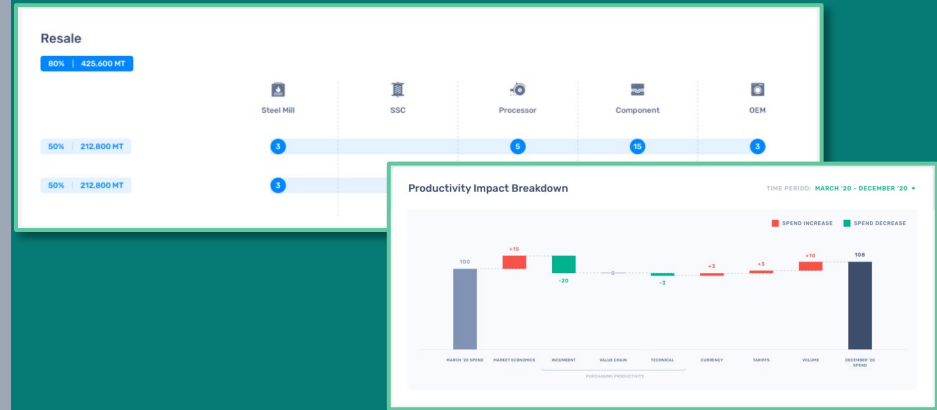 Resale
80% | 425,600 MT
Steel Mill SSC Processor Component OEM
50% | 212,800 MT 3 5 15 3
50% | 212,800 MT 3
Productivity Impact Breakdown TIME PERIOD: MARCH '20 - DECEMBER '20
SPEND INCREASE SPEND DECREASE
100 +10 -20 0 -3 +3 +3 +10 108
MARCH '20 SPEND MARKET ECONOMICS INCUMBENT VALUE CHAIN TECHNICAL CURRENCY TARIFFS VOLUME DECEMBER '20 SPEND
PURCHASING PRODUCTIVITY